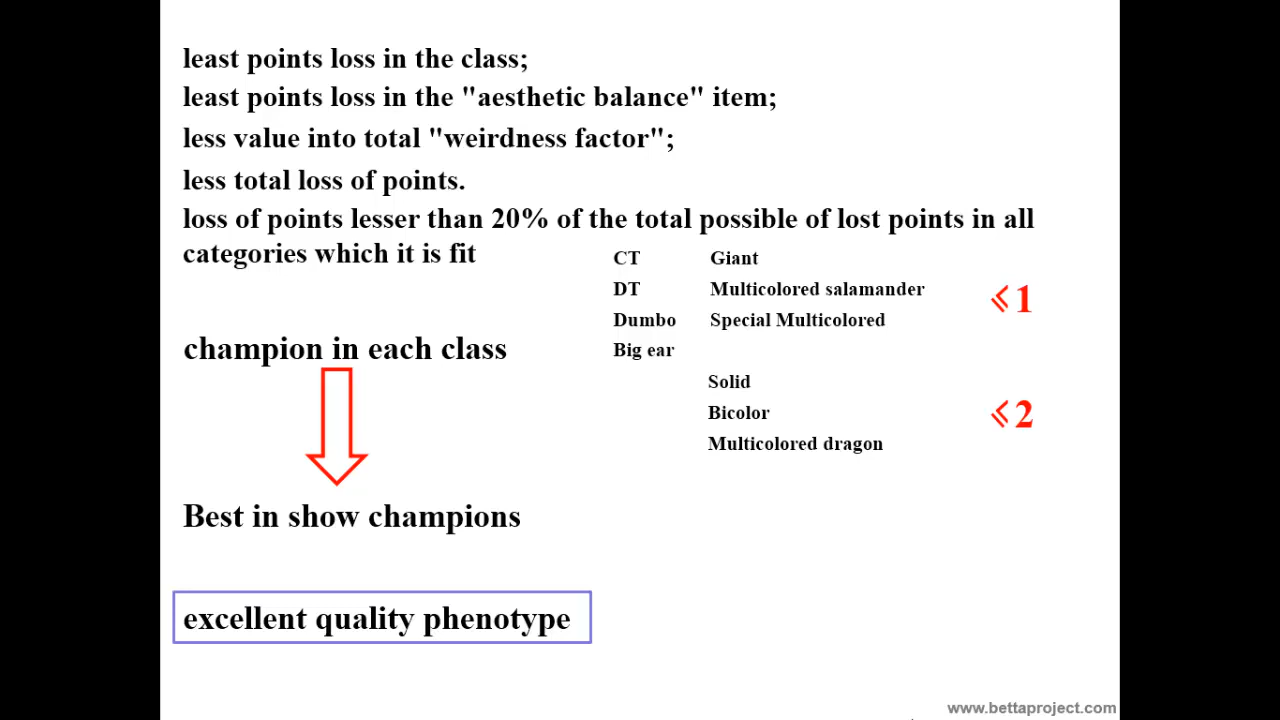 least points loss in the class;
least points loss in the "aesthetic balance" item;
less value into total "weirdness factor";
less total loss of points.
loss of points lesser than 20% of the total possible of lost points in all
categories which it is fit
CT Giant
DT Multicolored salamander
⩽1
Dumbo Special Multicolored
champion in each class
Big ear
Solid
Bicolor
⩽2
Multicolored dragon
Best in show champions
excellent quality phenotype
www.bettaproject.com